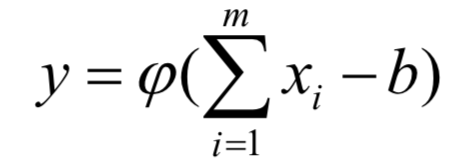 y = φ(∑_{i=1}^{m} x_i − b)